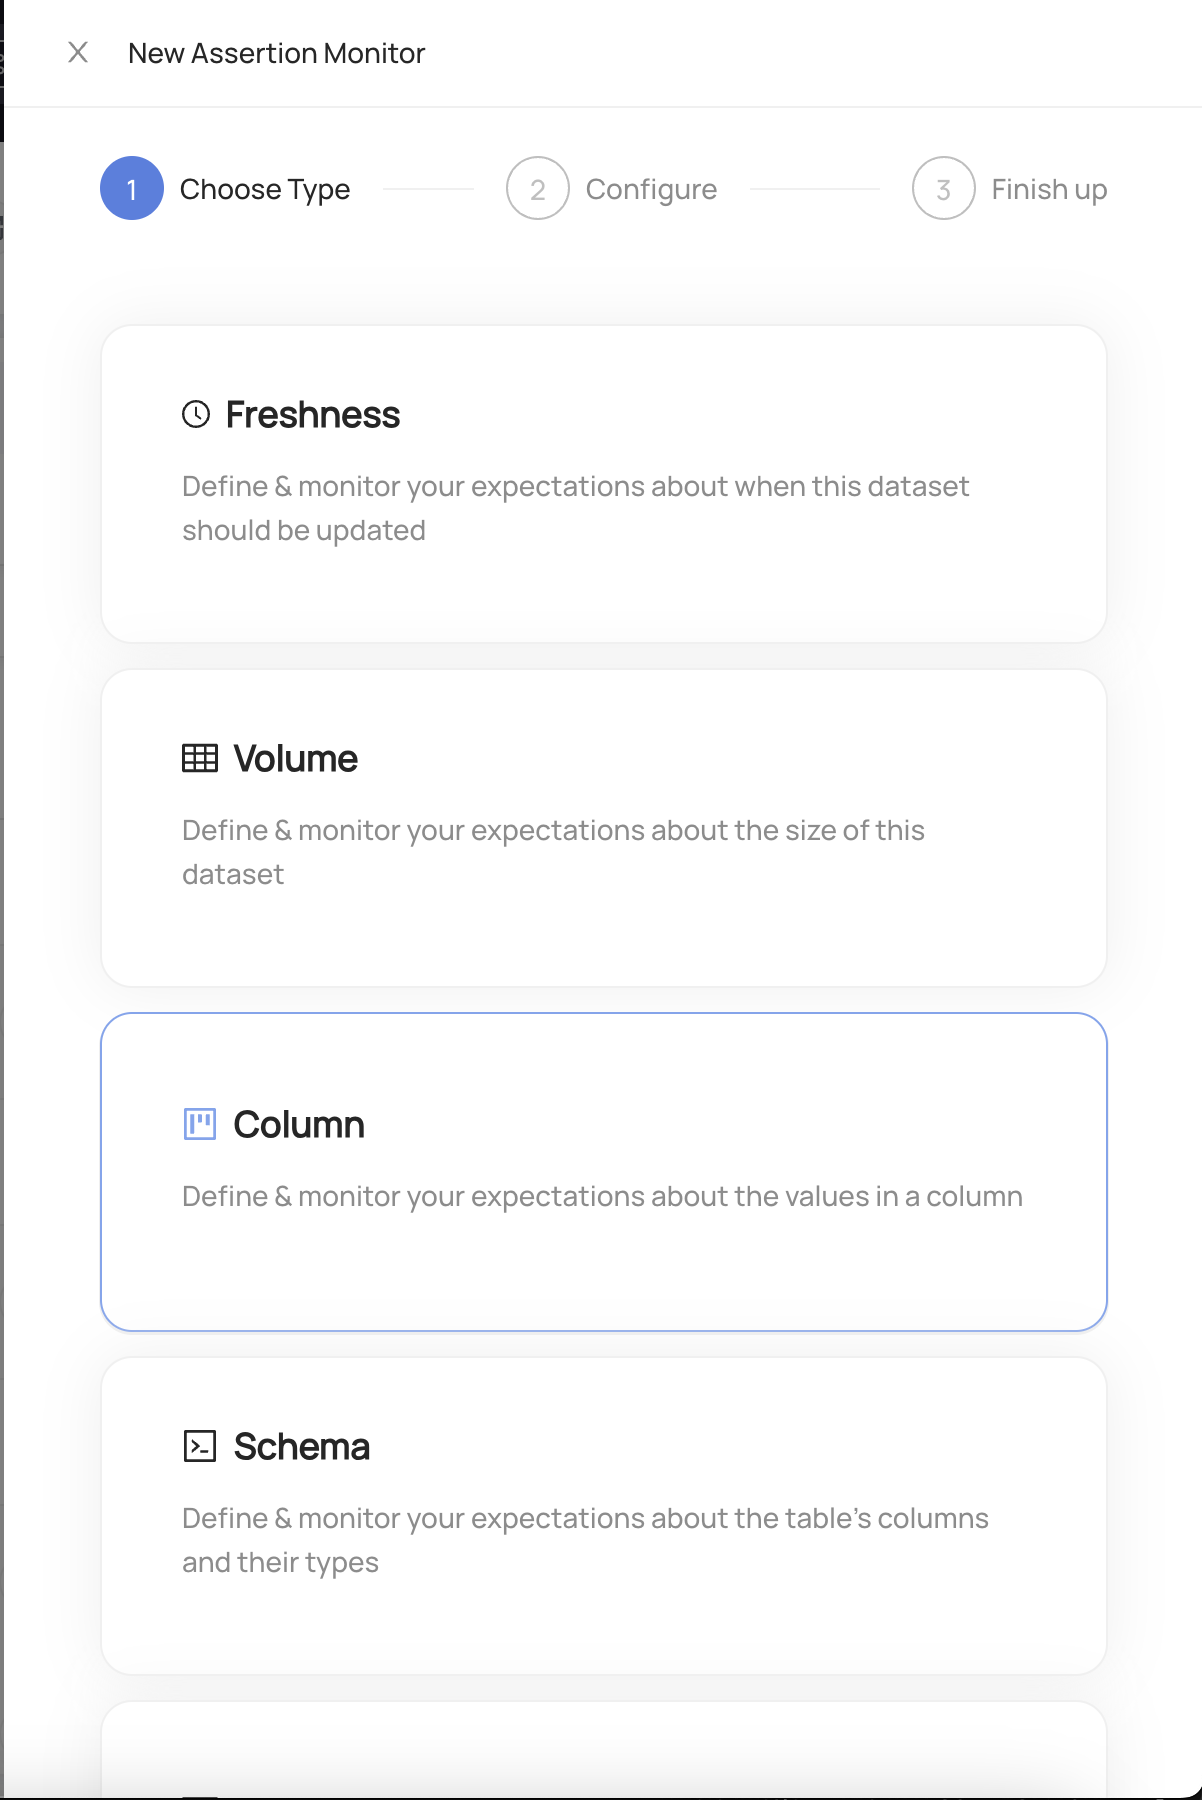 New Assertion Monitor
1 Choose Type
2 Configure
3 Finish up
Freshness
Define & monitor your expectations about when this dataset
should be updated
Volume
Define & monitor your expectations about the size of this
dataset
Column
Define & monitor your expectations about the values in a column
Schema
Define & monitor your expectations about the table’s columns
and their types